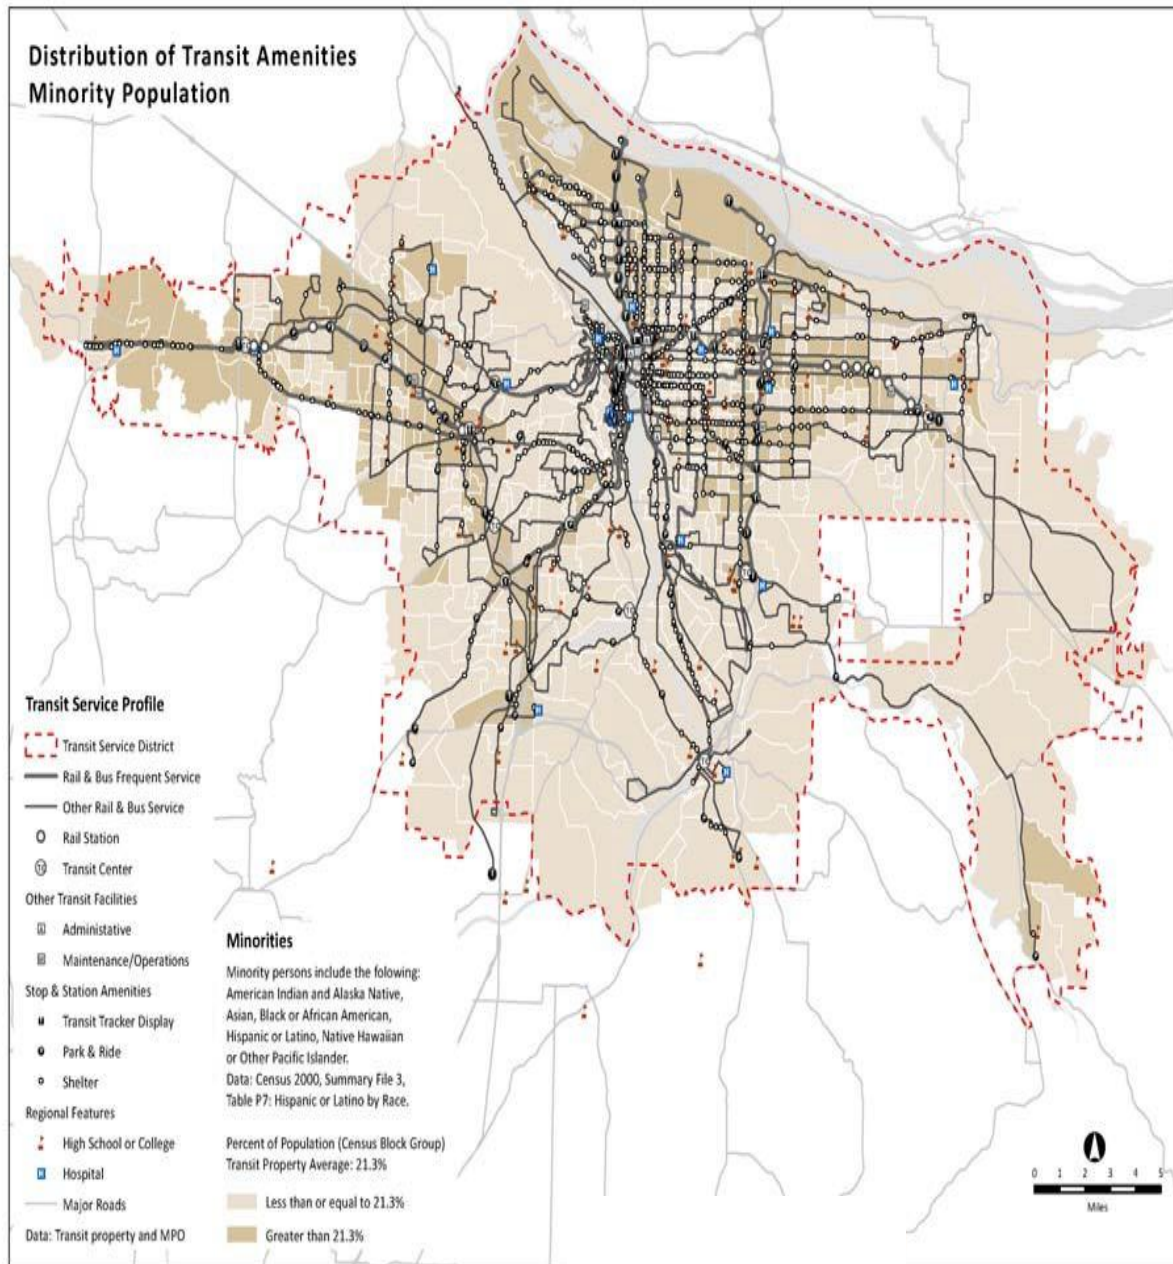 Distribution of Transit Amenities
Minority Population
Transit Service Profile
Transit Service District
Rail & Bus Frequent Service
Other Rail & Bus Service
Rail Station
TC
Transit Center
Other Transit Facilities
Administative
Maintenance/Operations
Stop & Station Amenities
Transit Tracker Display
Park & Ride
Shelter
Regional Features
High School or College
H
Hospital
Major Roads
Data: Transit property and MPO
Minorities
Minority persons include the folowing:
American Indian and Alaska Native,
Asian, Black or African American,
Hispanic or Latino, Native Hawaiian
or Other Pacific Islander.
Data: Census 2000, Summary File 3,
Table P7: Hispanic or Latino by Race.
Percent of Population (Census Block Group)
Transit Property Average: 21.3%
Less than or equal to 21.3%
Greater than 21.3%
0 1 2 3 4 5
Miles